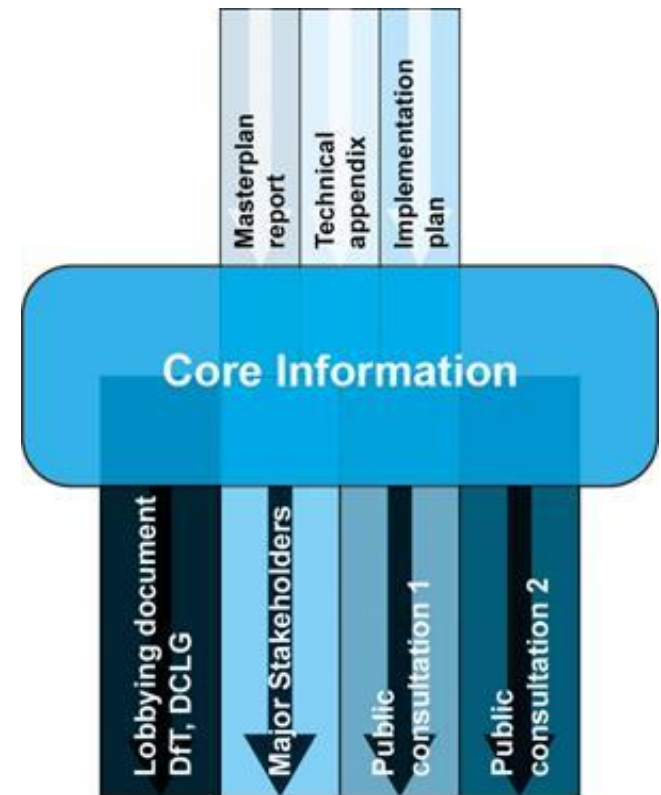 Masterplan
report
Technical
appendix
Implementation
plan
Core Information
Lobbying document
DfT, DCLG
Major Stakeholders
Public
consultation 1
Public
consultation 2